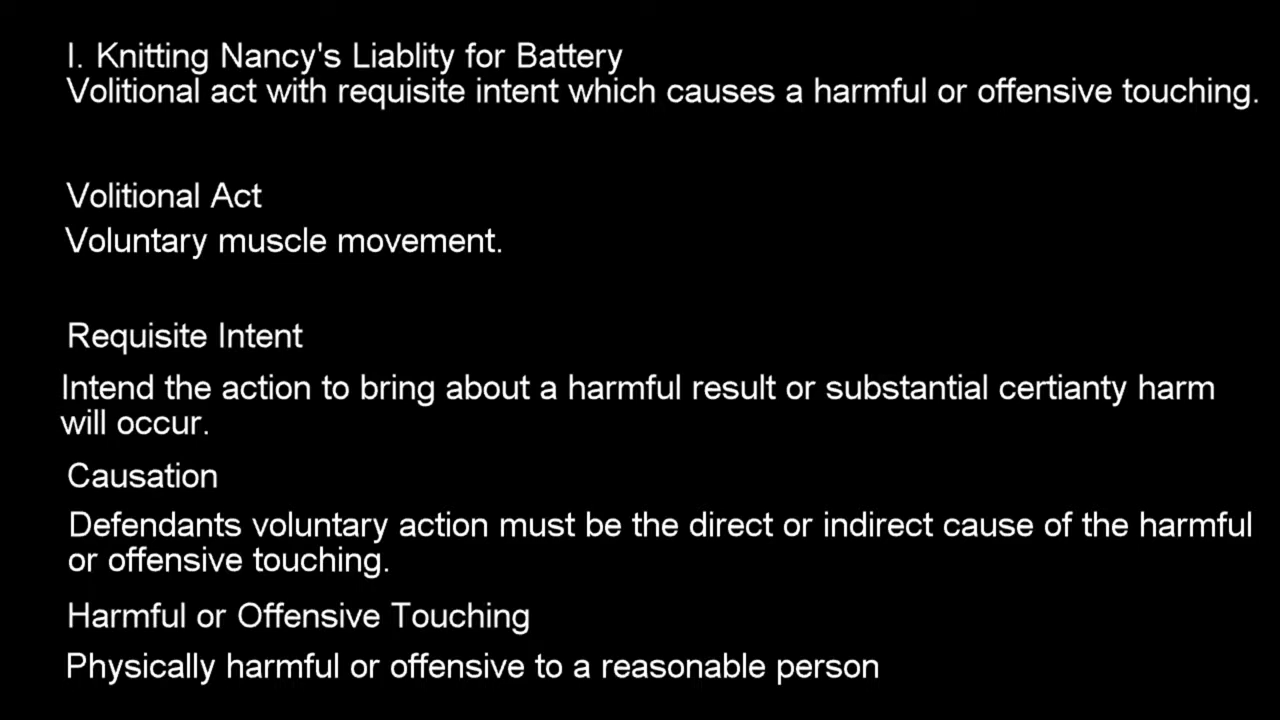 I. Knitting Nancy's Liablity for Battery
Volitional act with requisite intent which causes a harmful or offensive touching.
Volitional Act
Voluntary muscle movement.
Requisite Intent
Intend the action to bring about a harmful result or substantial certianty harm
will occur.
Causation
Defendants voluntary action must be the direct or indirect cause of the harmful
or offensive touching.
Harmful or Offensive Touching
Physically harmful or offensive to a reasonable person